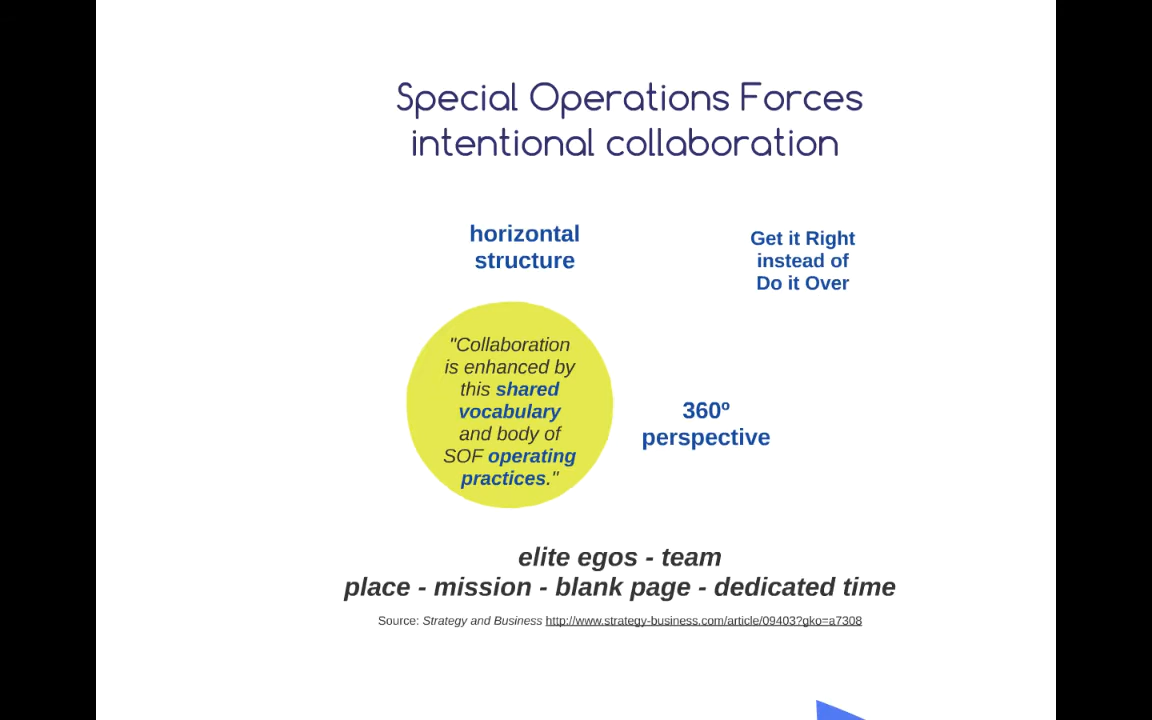 Special Operations Forces
intentional collaboration
horizontal
structure
Get it Right
instead of
Do it Over
"Collaboration
is enhanced by
this shared
vocabulary
and body of
SOF operating
practices."
360º
perspective
elite egos - team
place - mission - blank page - dedicated time
Source: Strategy and Business http://www.strategy-business.com/article/09403?gko=a7308